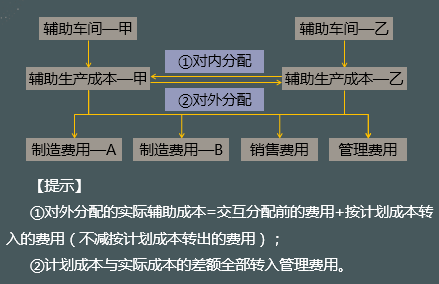 辅助车间—甲
辅助车间—乙
①对内分配
辅助生产成本—甲
辅助生产成本—乙
②对外分配
制造费用—A
制造费用—B
销售费用
管理费用
【提示】
①对外分配的实际辅助成本=交互分配前的费用+按计划成本转
入的费用（不减按计划成本转出的费用）；
②计划成本与实际成本的差额全部转入管理费用。